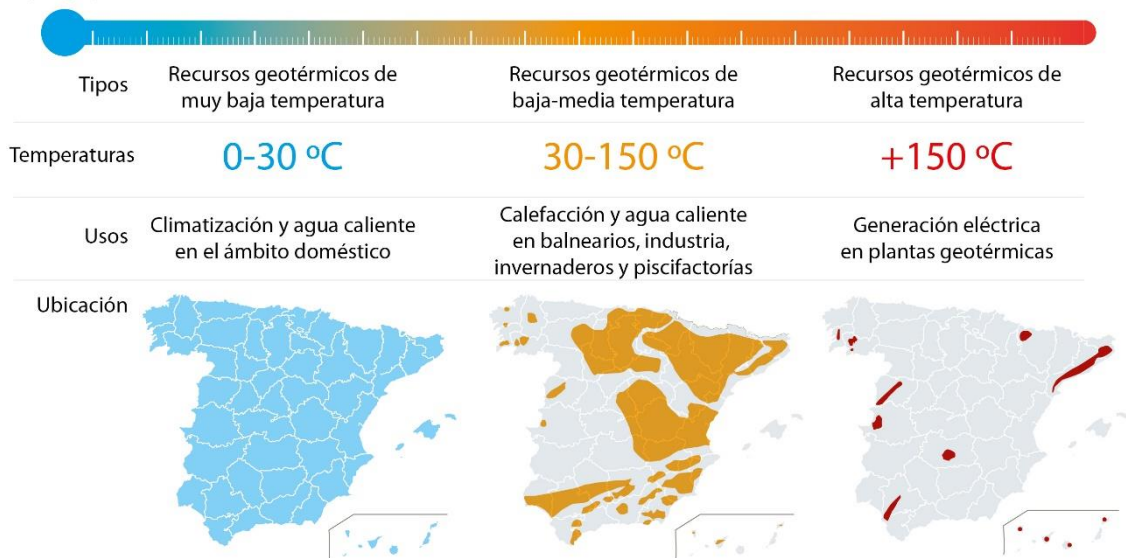 Tipos
Recursos geotérmicos de
muy baja temperatura
Recursos geotérmicos de
baja-media temperatura
Recursos geotérmicos de
alta temperatura
Temperaturas
0-30 ºC
30-150 ºC
+150 ºC
Usos
Climatización y agua caliente
en el ámbito doméstico
Calefacción y agua caliente
en balnearios, industria,
invernaderos y piscifactorías
Generación eléctrica
en plantas geotérmicas
Ubicación